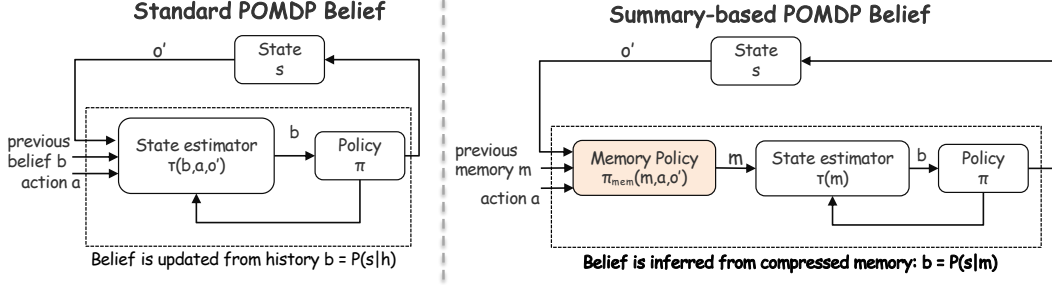 Standard POMDP Belief
o'
State
s
previous
belief b
action a
State estimator
τ(b,a,o')
b
Policy
π
Belief is updated from history b = P(s|h)
Summary-based POMDP Belief
o'
State
s
previous
memory m
action a
Memory Policy
πmem(m,a,o')
m
State estimator
τ(m)
b
Policy
π
Belief is inferred from compressed memory: b = P(s|m)